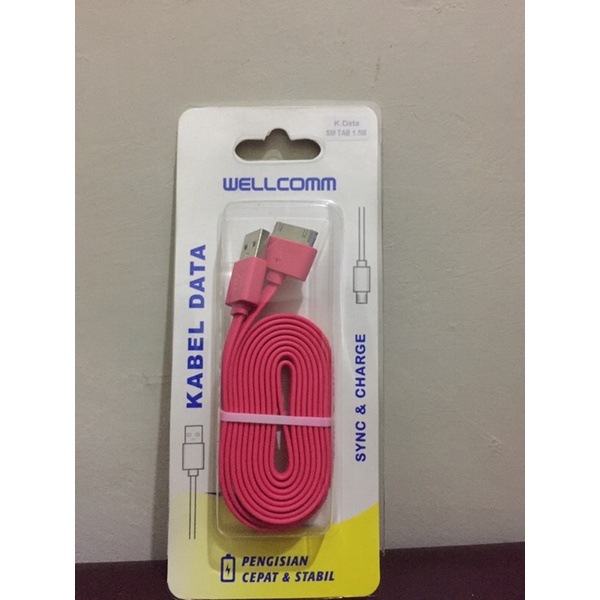 K.Data
SM TAB 1.5M
WELLCOMM
KABEL DATA
SYNC & CHARGE
PENGISIAN
CEPAT & STABIL